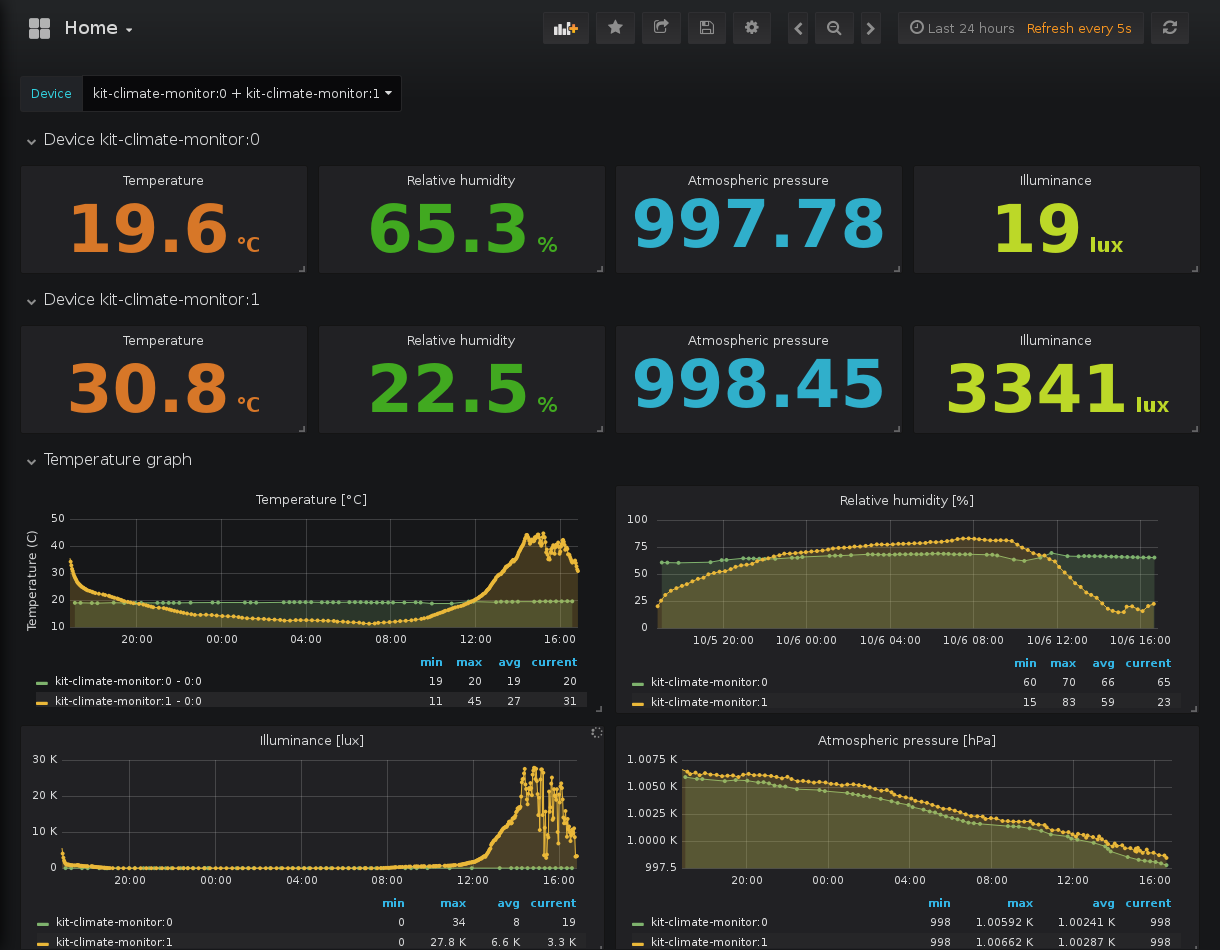 Home
Last 24 hours Refresh every 5s
Device kit-climate-monitor:0 + kit-climate-monitor:1
Device kit-climate-monitor:0
Temperature Relative humidity Atmospheric pressure Illuminance
19.6 °C 65.3 % 997.78 19 lux
Device kit-climate-monitor:1
Temperature Relative humidity Atmospheric pressure Illuminance
30.8 °C 22.5 % 998.45 3341 lux
Temperature graph
Temperature [°C]
Temperature (C)
50
40
30
20
10
20:00 00:00 04:00 08:00 12:00 16:00
min max avg current
kit-climate-monitor:0 - 0:0 19 20 19 20
kit-climate-monitor:1 - 0:0 11 45 27 31
Relative humidity [%]
100
75
50
25
0
10/5 20:00 10/6 00:00 10/6 04:00 10/6 08:00 10/6 12:00 10/6 16:00
min max avg current
kit-climate-monitor:0 60 70 66 65
kit-climate-monitor:1 15 83 59 23
Illuminance [lux]
30 K
20 K
10 K
0
20:00 00:00 04:00 08:00 12:00 16:00
min max avg current
kit-climate-monitor:0 0 34 8 19
kit-climate-monitor:1 0 27.8 K 6.6 K 3.3 K
Atmospheric pressure [hPa]
1.0075 K
1.0050 K
1.0025 K
1.0000 K
997.5
20:00 00:00 04:00 08:00 12:00 16:00
min max avg current
kit-climate-monitor:0 998 1.00592 K 1.00241 K 998
kit-climate-monitor:1 998 1.00662 K 1.00287 K 998